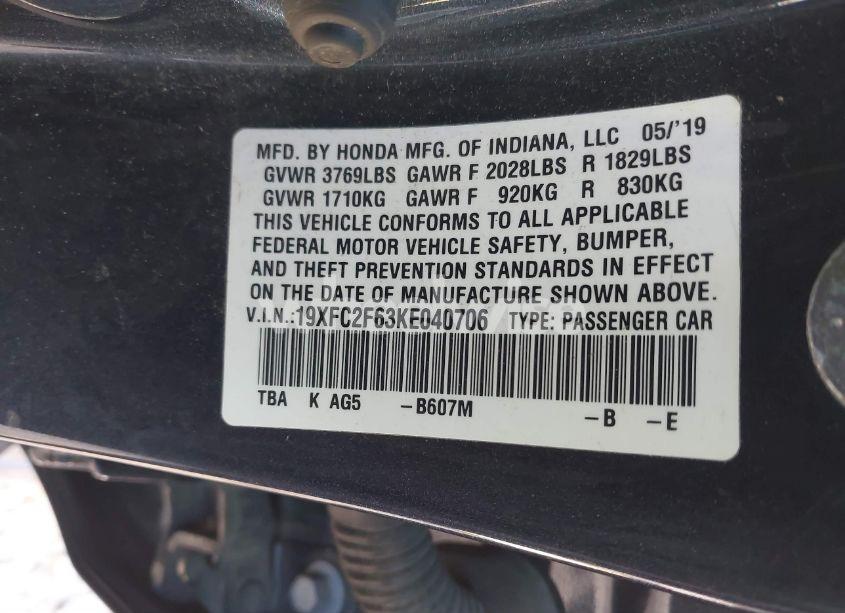 MFD. BY HONDA MFG. OF INDIANA, LLC 05/'19
GVWR 3769LBS GAWR F 2028LBS R 1829LBS
GVWR 1710KG GAWR F 920KG R 830KG
THIS VEHICLE CONFORMS TO ALL APPLICABLE
FEDERAL MOTOR VEHICLE SAFETY, BUMPER,
AND THEFT PREVENTION STANDARDS IN EFFECT
ON THE DATE OF MANUFACTURE SHOWN ABOVE.
V.I.N.:19XFC2F63KE040706 TYPE: PASSENGER CAR
TBA K AG5 -B607M -B -E